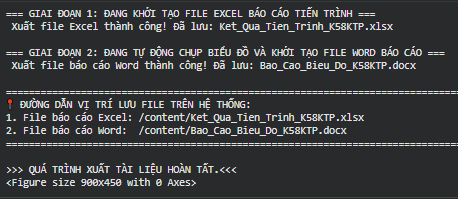 === GIAI ĐOẠN 1: ĐANG KHỞI TẠO FILE EXCEL BÁO CÁO TIẾN TRÌNH ===
Xuất file Excel thành công! Đã lưu: Ket_Qua_Tien_Trinh_K58KTP.xlsx
=== GIAI ĐOẠN 2: ĐANG TỰ ĐỘNG CHỤP BIỂU ĐỒ VÀ KHỞI TẠO FILE WORD BÁO CÁO ===
Xuất file báo cáo Word thành công! Đã lưu: Bao_Cao_Bieu_Do_K58KTP.docx
================================================================================
📍 ĐƯỜNG DẪN VỊ TRÍ LƯU FILE TRÊN HỆ THỐNG:
1. File báo cáo Excel: /content/Ket_Qua_Tien_Trinh_K58KTP.xlsx
2. File báo cáo Word:  /content/Bao_Cao_Bieu_Do_K58KTP.docx
================================================================================
>>> QUÁ TRÌNH XUẤT TÀI LIỆU HOÀN TẤT.<<<
<Figure size 900x450 with 0 Axes>